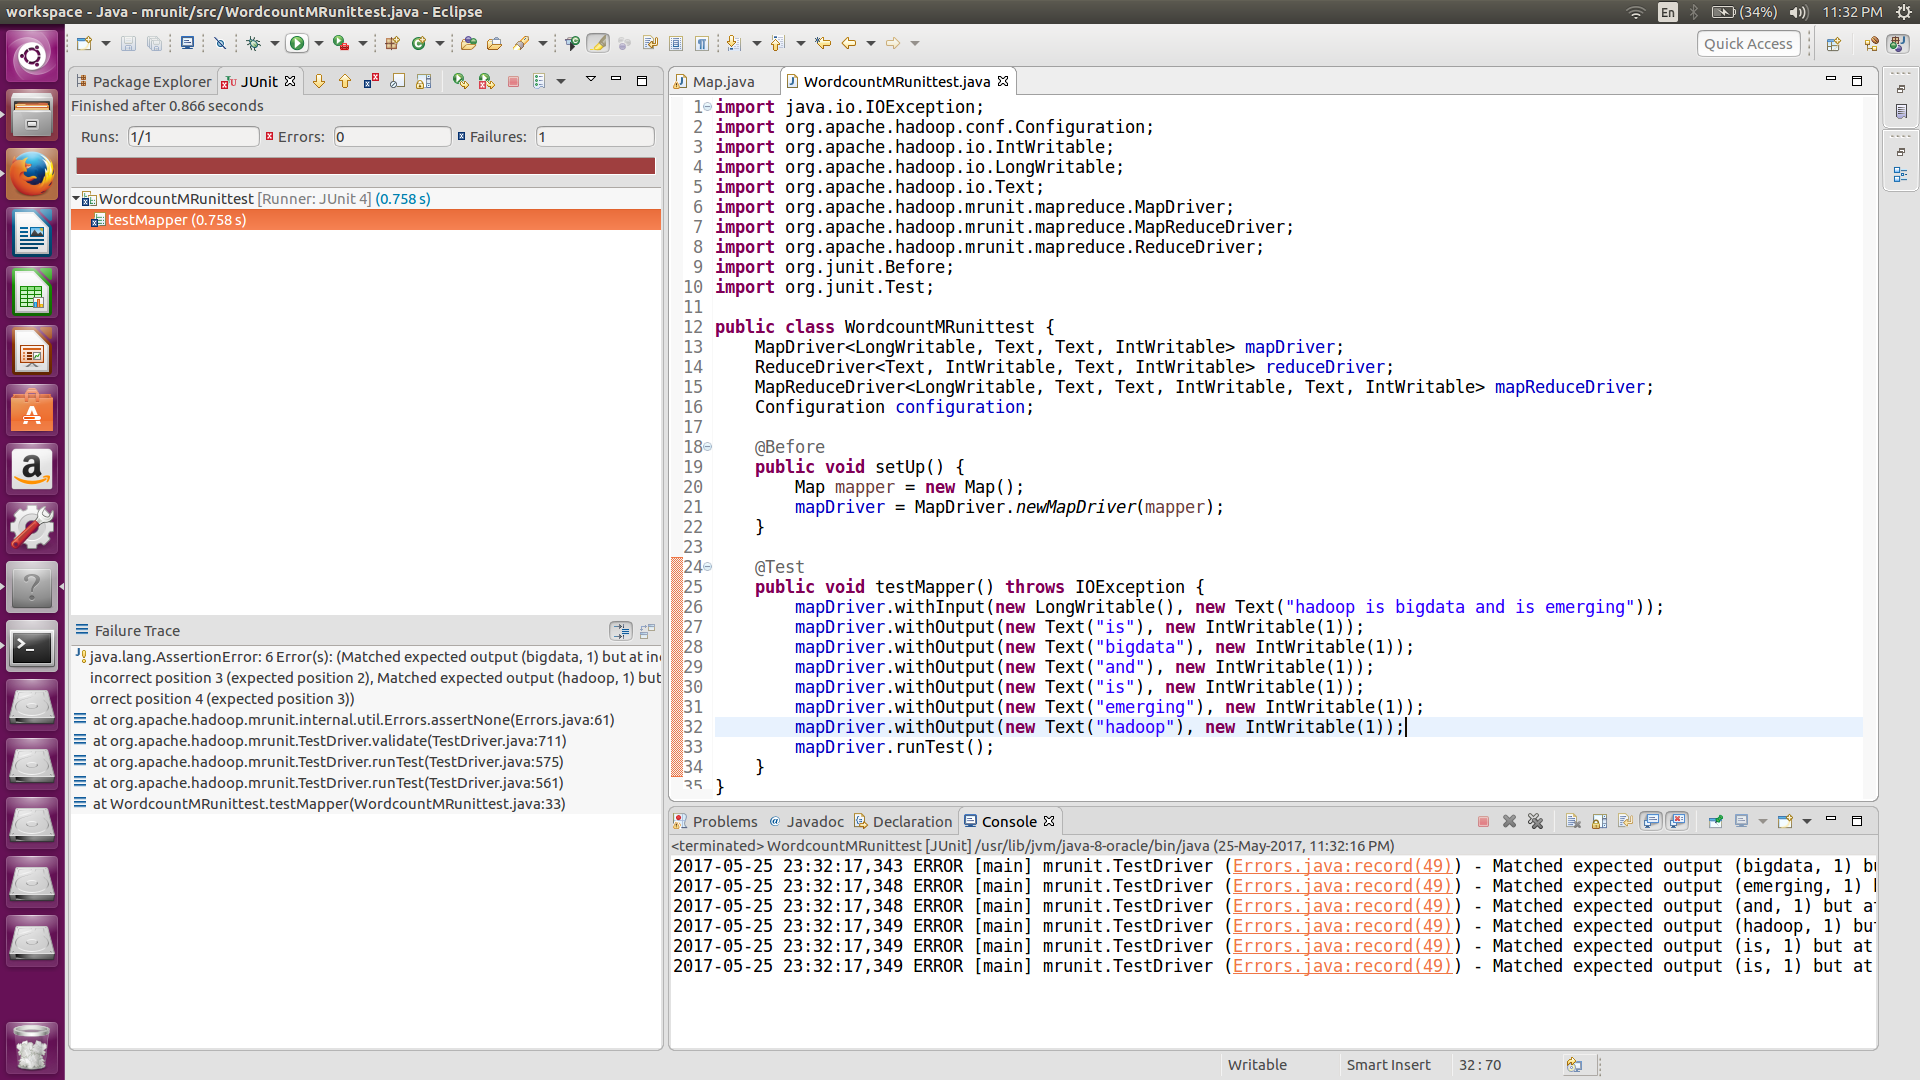 workspace - Java - mrunit/src/WordcountMRunittest.java - Eclipse
En
(34%)
11:32 PM
Quick Access
Package Explorer
JUnit
Finished after 0.866 seconds
Runs: 1/1
Errors: 0
Failures: 1
WordcountMRunittest [Runner: JUnit 4] (0.758 s)
testMapper (0.758 s)
Failure Trace
java.lang.AssertionError: 6 Error(s): (Matched expected output (bigdata, 1) but at in
incorrect position 3 (expected position 2), Matched expected output (hadoop, 1) but
orrect position 4 (expected position 3))
at org.apache.hadoop.mrunit.internal.util.Errors.assertNone(Errors.java:61)
at org.apache.hadoop.mrunit.TestDriver.validate(TestDriver.java:711)
at org.apache.hadoop.mrunit.TestDriver.runTest(TestDriver.java:575)
at org.apache.hadoop.mrunit.TestDriver.runTest(TestDriver.java:561)
at WordcountMRunittest.testMapper(WordcountMRunittest.java:33)
Map.java
WordcountMRunittest.java
1 import java.io.IOException;
2 import org.apache.hadoop.conf.Configuration;
3 import org.apache.hadoop.io.IntWritable;
4 import org.apache.hadoop.io.LongWritable;
5 import org.apache.hadoop.io.Text;
6 import org.apache.hadoop.mrunit.mapreduce.MapDriver;
7 import org.apache.hadoop.mrunit.mapreduce.MapReduceDriver;
8 import org.apache.hadoop.mrunit.mapreduce.ReduceDriver;
9 import org.junit.Before;
10 import org.junit.Test;
11
12 public class WordcountMRunittest {
13 MapDriver<LongWritable, Text, Text, IntWritable> mapDriver;
14 ReduceDriver<Text, IntWritable, Text, IntWritable> reduceDriver;
15 MapReduceDriver<LongWritable, Text, Text, IntWritable, Text, IntWritable> mapReduceDriver;
16 Configuration configuration;
17
18 @Before
19 public void setUp() {
20 Map mapper = new Map();
21 mapDriver = MapDriver.newMapDriver(mapper);
22 }
23
24 @Test
25 public void testMapper() throws IOException {
26 mapDriver.withInput(new LongWritable(), new Text("hadoop is bigdata and is emerging"));
27 mapDriver.withOutput(new Text("is"), new IntWritable(1));
28 mapDriver.withOutput(new Text("bigdata"), new IntWritable(1));
29 mapDriver.withOutput(new Text("and"), new IntWritable(1));
30 mapDriver.withOutput(new Text("is"), new IntWritable(1));
31 mapDriver.withOutput(new Text("emerging"), new IntWritable(1));
32 mapDriver.withOutput(new Text("hadoop"), new IntWritable(1));
33 mapDriver.runTest();
34 }
35 }
Problems
Javadoc
Declaration
Console
<terminated> WordcountMRunittest [JUnit] /usr/lib/jvm/java-8-oracle/bin/java (25-May-2017, 11:32:16 PM)
2017-05-25 23:32:17,343 ERROR [main] mrunit.TestDriver (Errors.java:record(49)) - Matched expected output (bigdata, 1) bu
2017-05-25 23:32:17,348 ERROR [main] mrunit.TestDriver (Errors.java:record(49)) - Matched expected output (emerging, 1)
2017-05-25 23:32:17,348 ERROR [main] mrunit.TestDriver (Errors.java:record(49)) - Matched expected output (and, 1) but at
2017-05-25 23:32:17,349 ERROR [main] mrunit.TestDriver (Errors.java:record(49)) - Matched expected output (hadoop, 1) but
2017-05-25 23:32:17,349 ERROR [main] mrunit.TestDriver (Errors.java:record(49)) - Matched expected output (is, 1) but at
2017-05-25 23:32:17,349 ERROR [main] mrunit.TestDriver (Errors.java:record(49)) - Matched expected output (is, 1) but at
Writable
Smart Insert
32 : 70